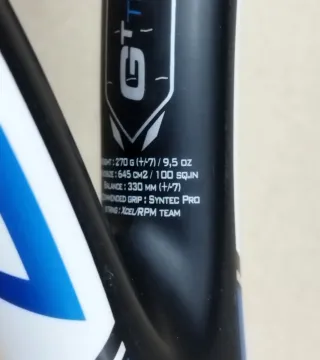 GT
: 270 G (+/-7) / 9,5 OZ
: 645 CM2 / 100 SQ.IN
BALANCE : 330 MM (+/-7)
GRIP : SYNTEC PRO
: XCEL/RPM TEAM